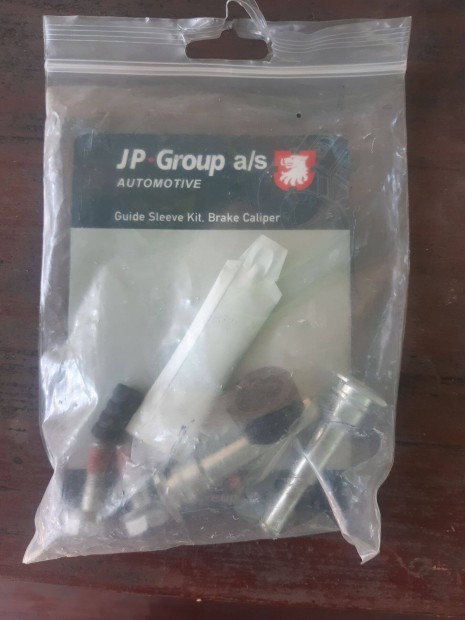 JP Group a/s
AUTOMOTIVE
Guide Sleeve Kit, Brake Caliper